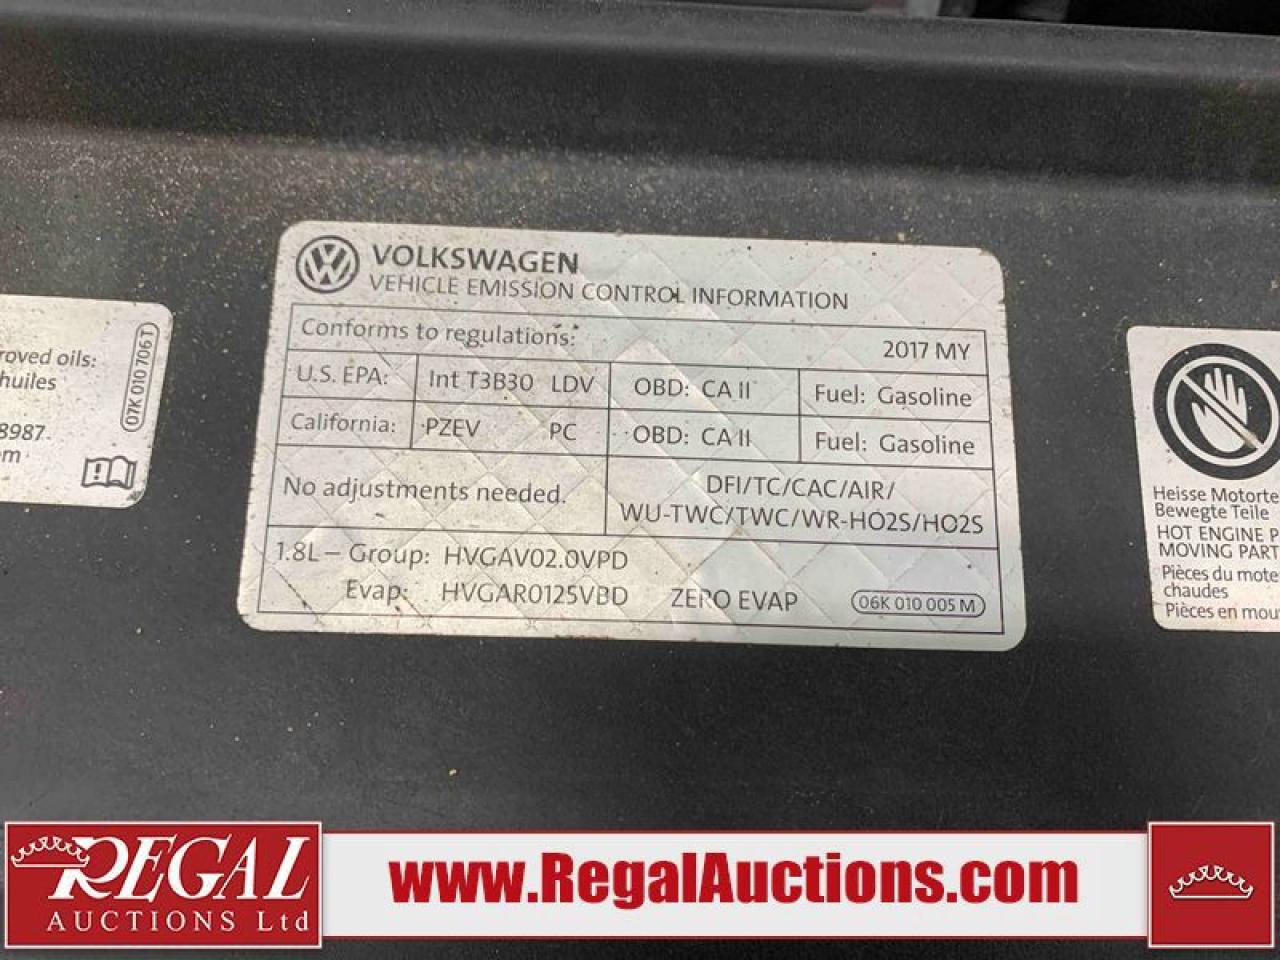 VOLKSWAGEN
VEHICLE EMISSION CONTROL INFORMATION
Conforms to regulations: 2017 MY
U.S. EPA: Int T3B30 LDV OBD: CA II Fuel: Gasoline
California: PZEV PC OBD: CA II Fuel: Gasoline
No adjustments needed. DFI/TC/CAC/AIR/
WU-TWC/TWC/WR-HO2S/HO2S
1.8L – Group: HVGAV02.0VPD
Evap: HVGAR0125VBD ZERO EVAP 06K 010 005 M
roved oils:
huiles
8987.
om
07K 010 706 T
Heisse Motorte
Bewegte Teile
HOT ENGINE P
MOVING PART
Pièces du mote
chaudes
Pièces en mou
REGAL
AUCTIONS Ltd
www.RegalAuctions.com